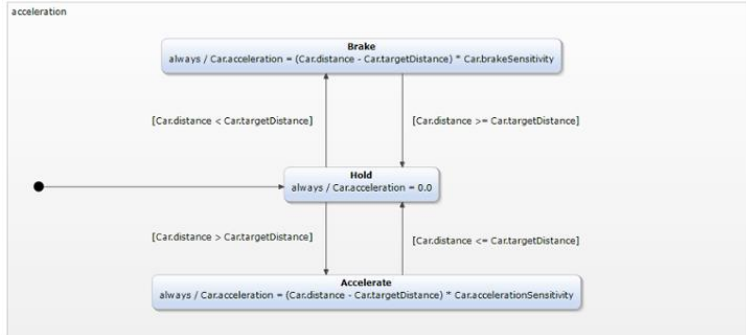 acceleration
Brake
always / Car.acceleration = (Car.distance - Car.targetDistance) * Car.brakeSensitivity
[Car.distance < Car.targetDistance]
[Car.distance >= Car.targetDistance]
Hold
always / Car.acceleration = 0.0
[Car.distance > Car.targetDistance]
[Car.distance <= Car.targetDistance]
Accelerate
always / Car.acceleration = (Car.distance - Car.targetDistance) * Car.accelerationSensitivity